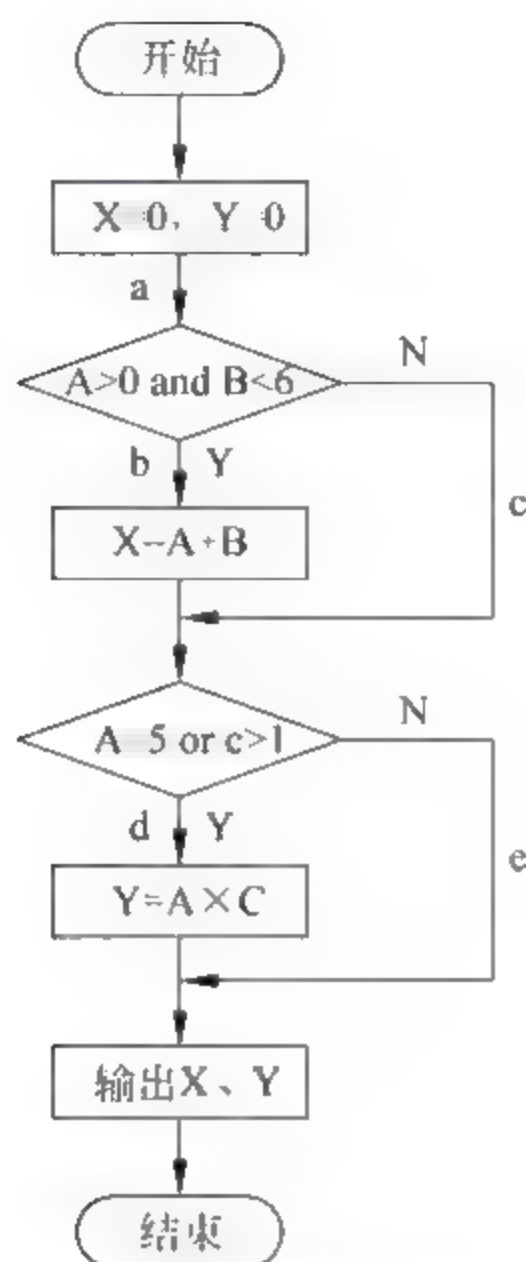 开始
X=0, Y=0
a
A>0 and B<6
N
b Y
c
X=A+B
A=5 or c>1
N
d Y
e
Y=A×C
输出X、Y
结束